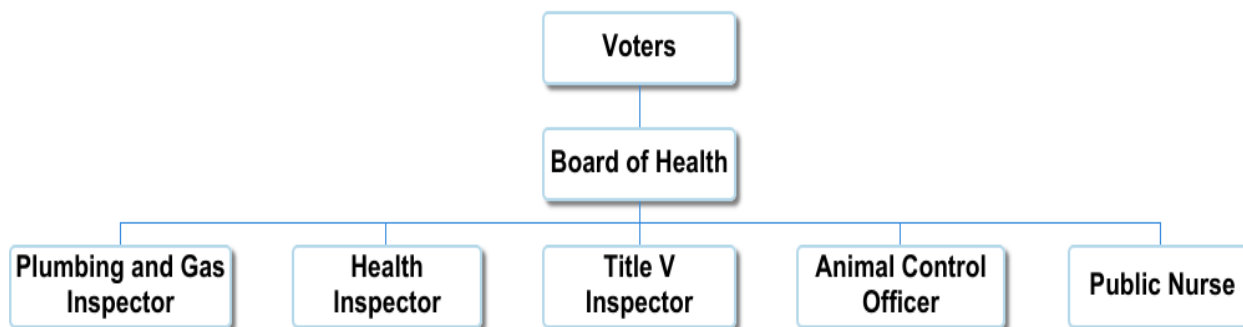 Voters
Board of Health
Plumbing and Gas
Inspector
Health
Inspector
Title V
Inspector
Animal Control
Officer
Public Nurse